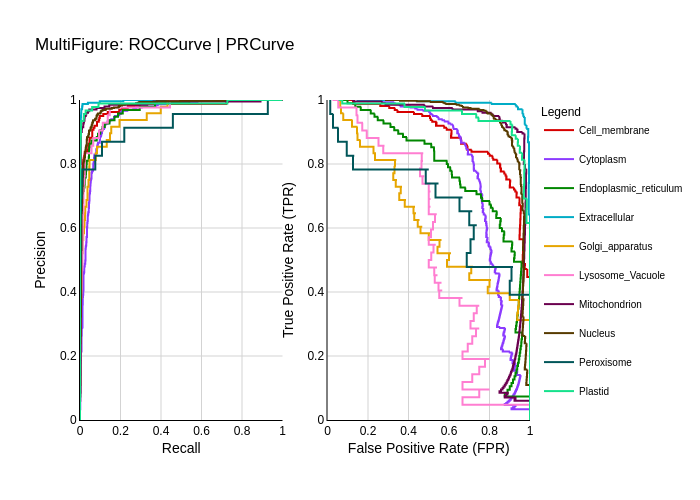 MultiFigure: ROCCurve | PRCurve
Precision
1
0.8
0.6
0.4
0.2
0
0 0.2 0.4 0.6 0.8 1
Recall
True Positive Rate (TPR)
1
0.8
0.6
0.4
0.2
0
0 0.2 0.4 0.6 0.8 1
False Positive Rate (FPR)
Legend
Cell_membrane
Cytoplasm
Endoplasmic_reticulum
Extracellular
Golgi_apparatus
Lysosome_Vacuole
Mitochondrion
Nucleus
Peroxisome
Plastid